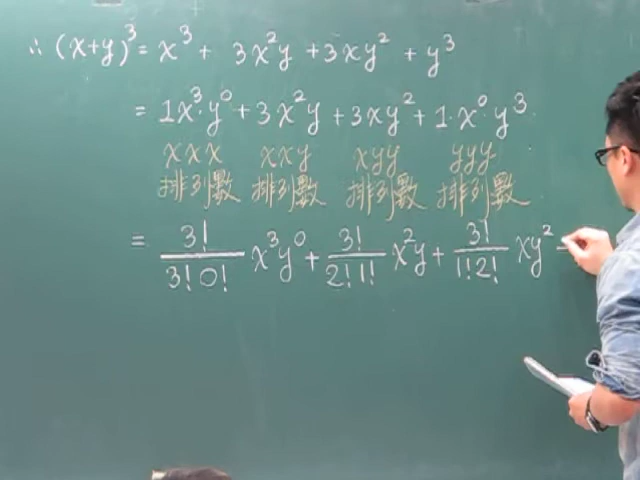 ∴ (x+y)³ = x³ + 3x²y + 3xy² + y³
= 1x³·y⁰ + 3x²y + 3xy² + 1·x⁰·y³
xxx xxy xyy yyy
排列數 排列數 排列數 排列數
= 3!/3!0! x³y⁰ + 3!/2!1! x²y + 3!/1!2! xy²